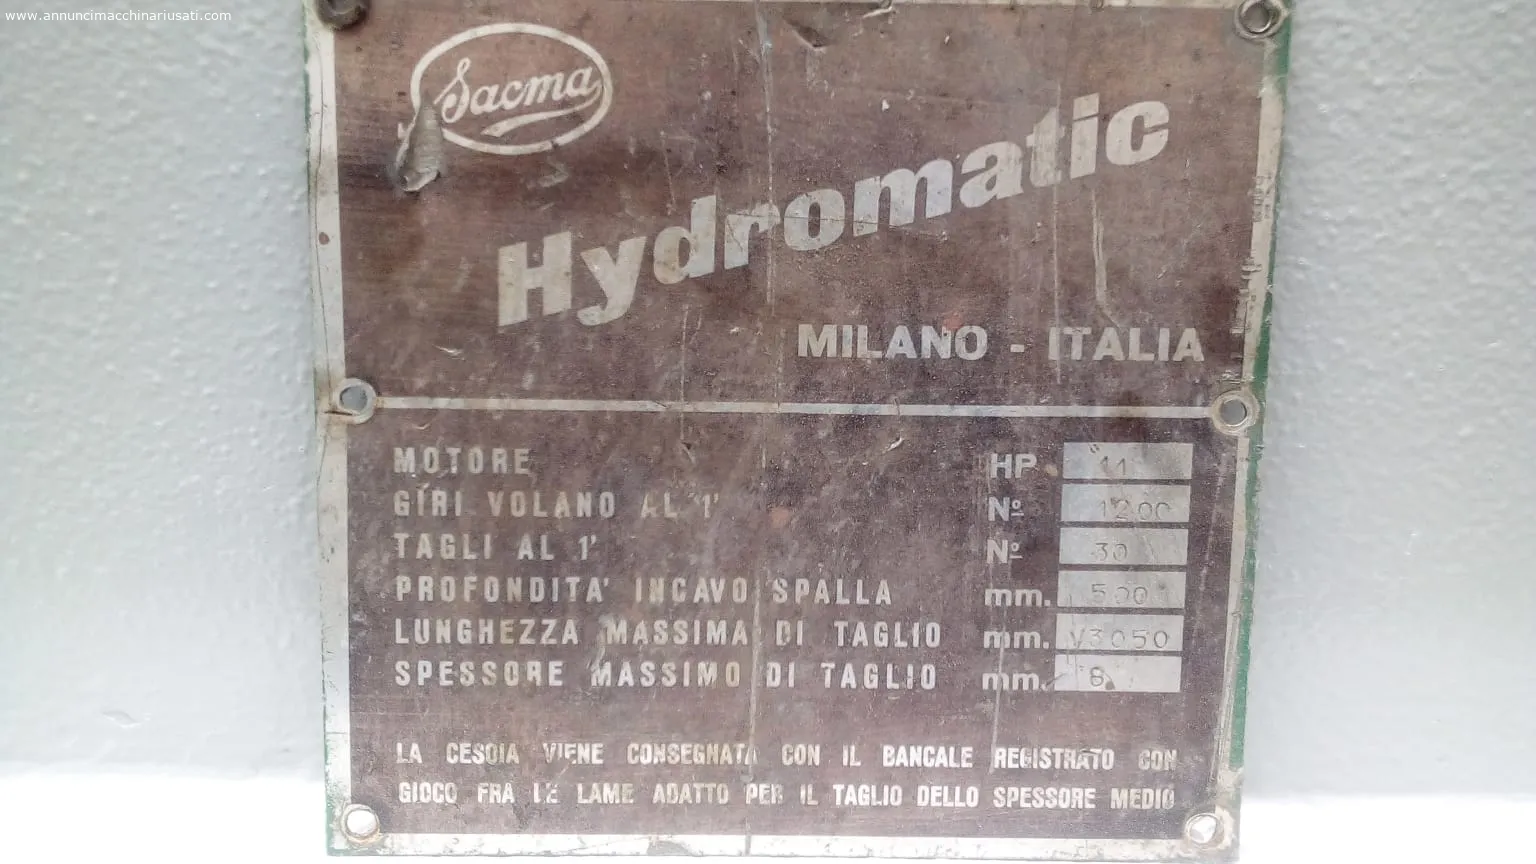 www.annuncimacchinariusati.com
Sacma
Hydromatic
MILANO - ITALIA
MOTORE HP 11
GIRI VOLANO AL 1' Nº 1200
TAGLI AL 1' Nº 30
PROFONDITA' INCAVO SPALLA mm. 500
LUNGHEZZA MASSIMA DI TAGLIO mm. V3050
SPESSORE MASSIMO DI TAGLIO mm. 8
LA CESOIA VIENE CONSEGNATA CON IL BANCALE REGISTRATO CON
GIOCO FRA LE LAME ADATTO PER IL TAGLIO DELLO SPESSORE MEDIO